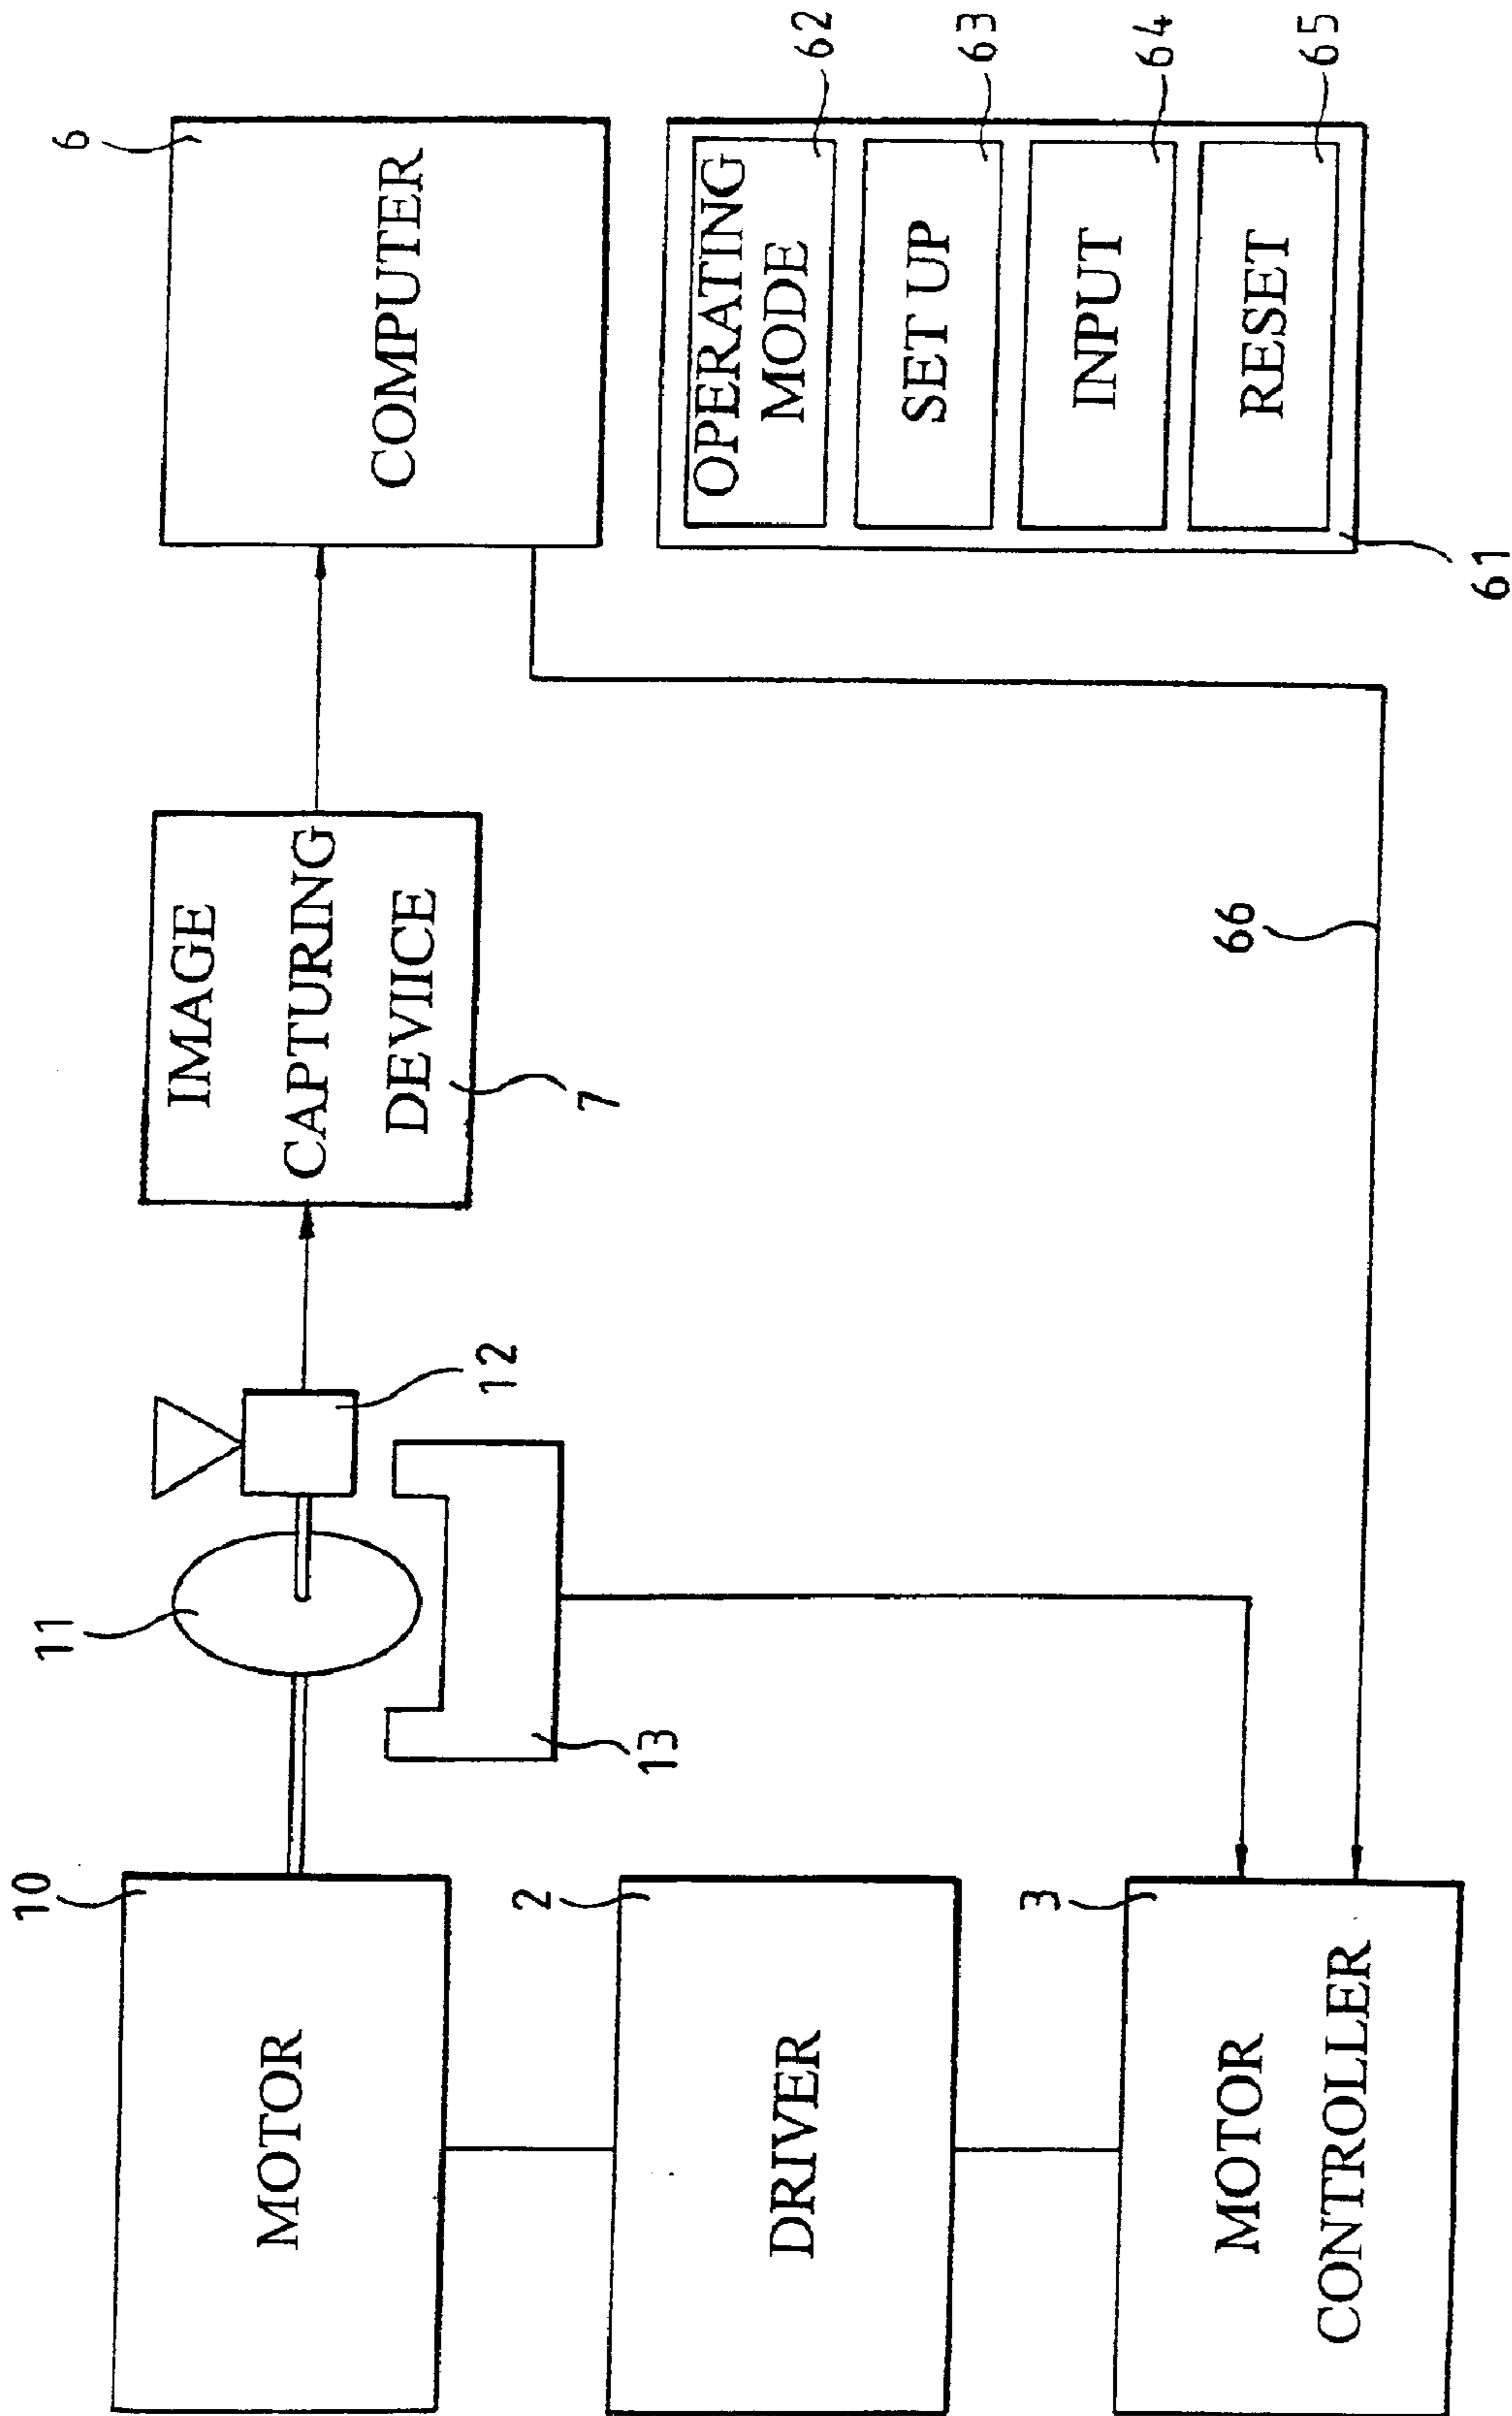 10
MOTOR
11
12
13
IMAGE
CAPTURING
DEVIICE
7
6
COMPUTER
2
DRIVER
3
MOTOR
CONTROLLER
66
OPERATING
MODE
62
SET UP
63
INPUT
64
RESET
65
61